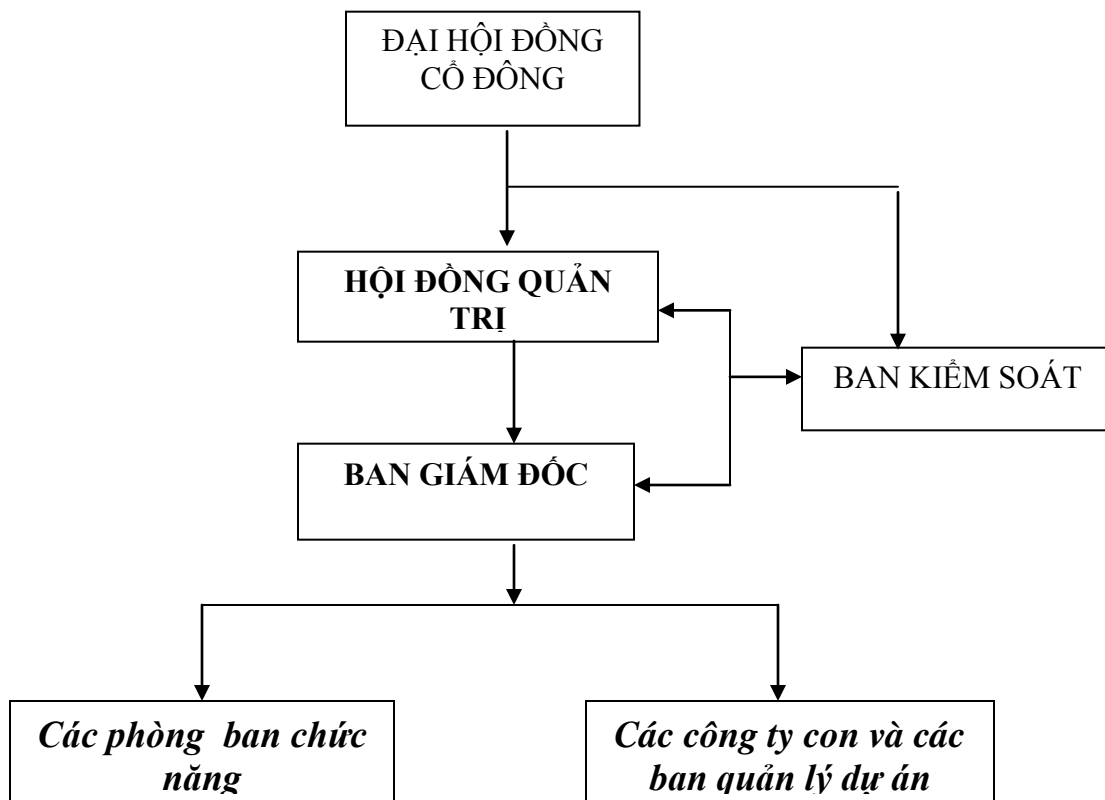 ĐẠI HỘI ĐỒNG
CỔ ĐÔNG
HỘI ĐỒNG QUẢN
TRỊ
BAN KIỂM SOÁT
BAN GIÁM ĐỐC
Các phòng ban chức
năng
Các công ty con và các
ban quản lý dự án